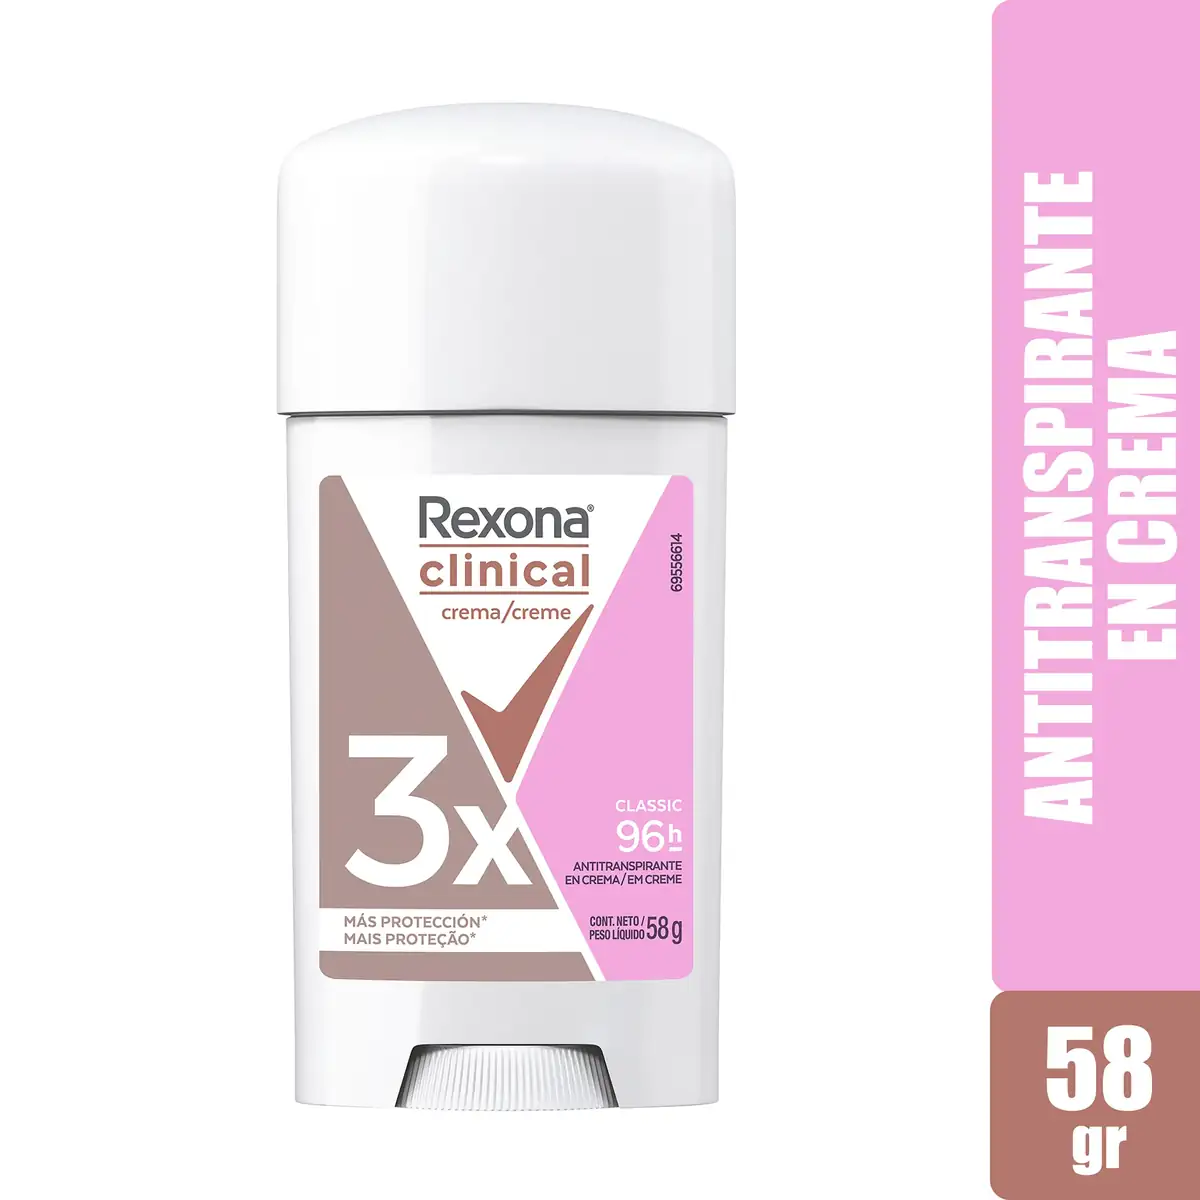 Rexona®
clinical
crema/creme
69556614
3x
MÁS PROTECCIÓN*
MAIS PROTEÇÃO*
CLASSIC
96h
ANTITRANSPIRANTE
EN CREMA/EM CREME
CONT. NETO/
PESO LÍQUIDO 58 g
ANTITRANSPIRANTE
EN CREMA
58
gr